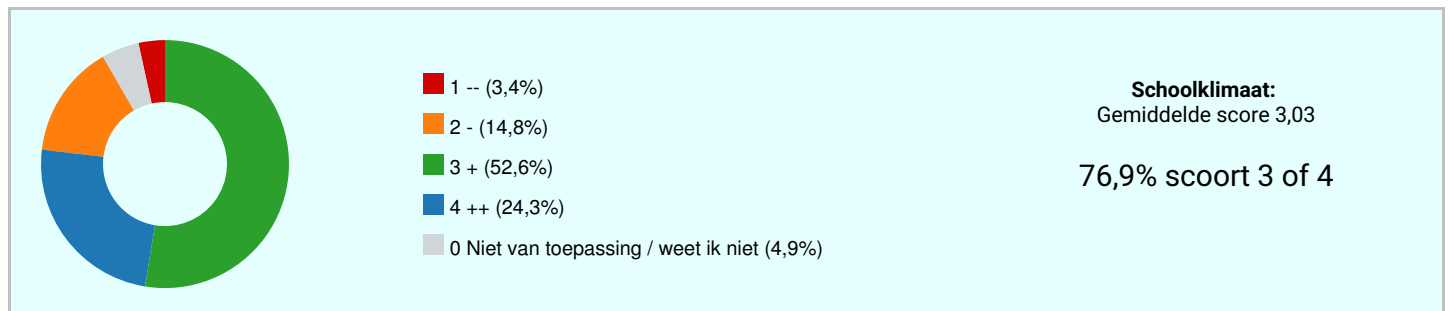 1 -- (3,4%)
2 - (14,8%)
3 + (52,6%)
4 ++ (24,3%)
0 Niet van toepassing / weet ik niet (4,9%)
Schoolklimaat:
Gemiddelde score 3,03
76,9% scoort 3 of 4